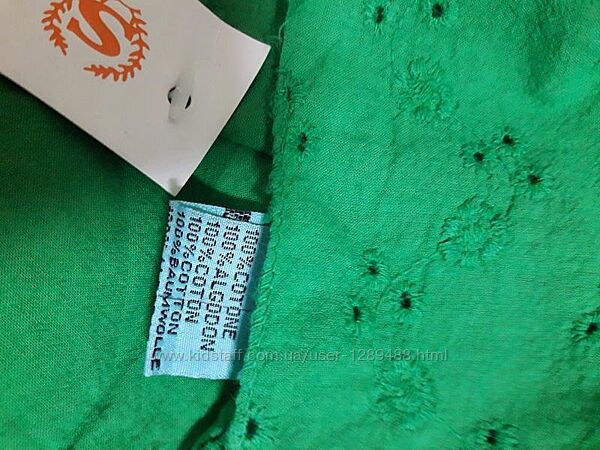 S
100%COTONE
100%ALGODON
100%COTON
100%COTTON
100%BAUMWOLLE
www.kidstaff.com.ua/user-1289488.html